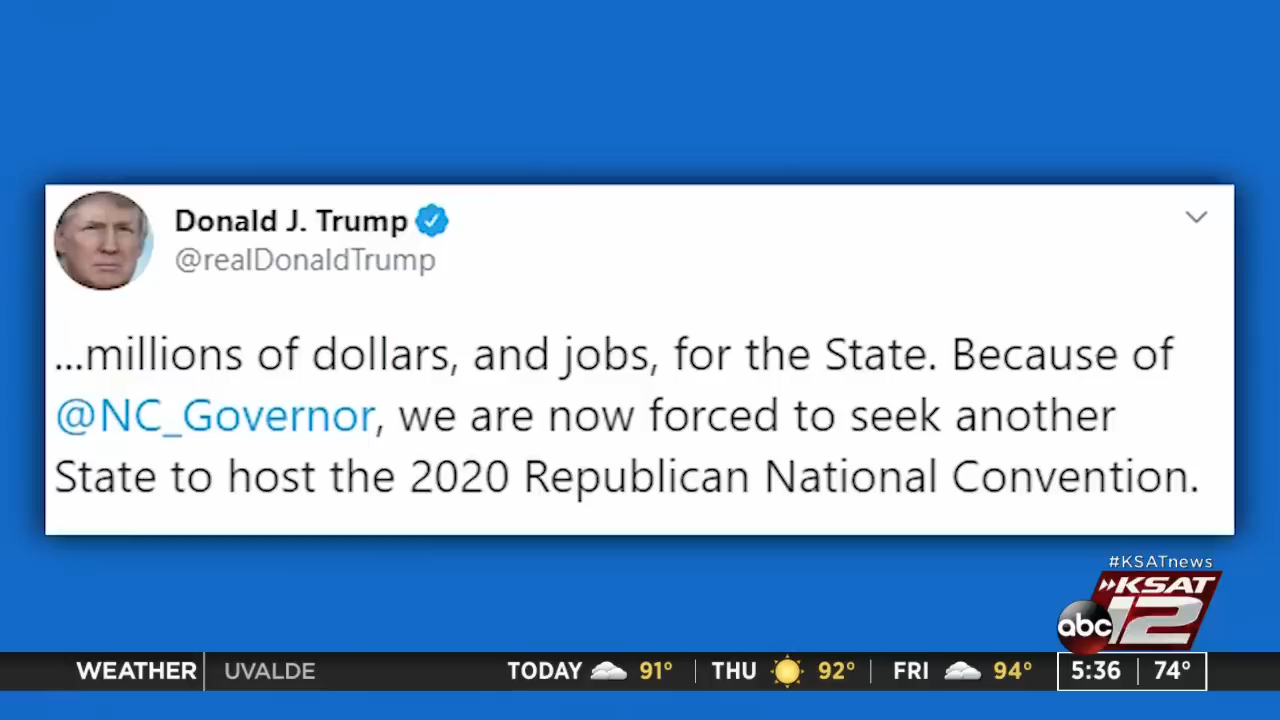 Donald J. Trump
@realDonaldTrump
...millions of dollars, and jobs, for the State. Because of
@NC_Governor, we are now forced to seek another
State to host the 2020 Republican National Convention.
#KSATnews
KSAT
abc 12
WEATHER UVALDE TODAY 91° THU 92° FRI 94° 5:36 74°